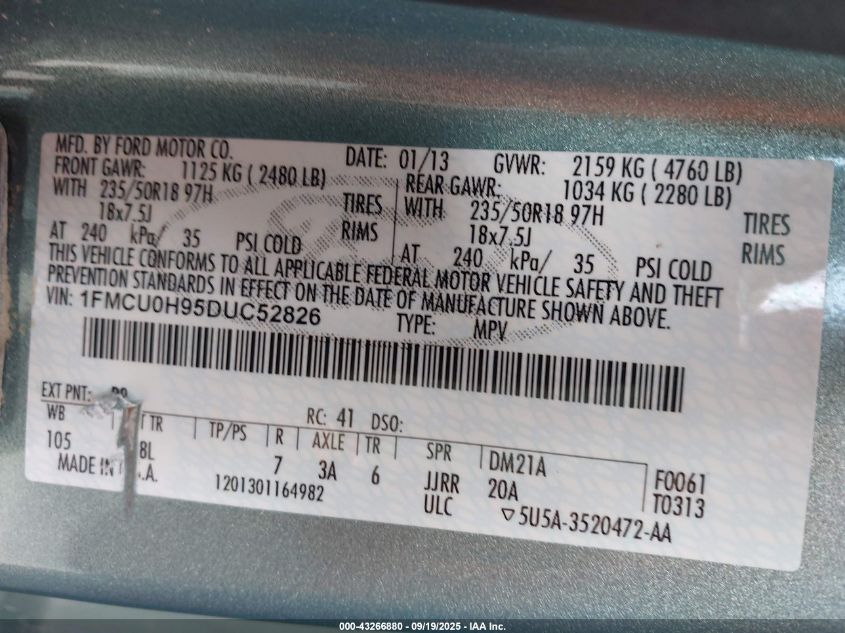 MFD. BY FORD MOTOR CO. DATE: 01/13 GVWR: 2159 KG ( 4760 LB)
FRONT GAWR: 1125 KG ( 2480 LB) REAR GAWR: 1034 KG ( 2280 LB)
WITH 235/50R18 97H TIRES WITH 235/50R18 97H TIRES
18x7.5J RIMS 18x7.5J RIMS
AT 240 kPa/ 35 PSI COLD AT 240 kPa/ 35 PSI COLD
THIS VEHICLE CONFORMS TO ALL APPLICABLE FEDERAL MOTOR VEHICLE SAFETY AND THEFT
PREVENTION STANDARDS IN EFFECT ON THE DATE OF MANUFACTURE SHOWN ABOVE.
VIN: 1FMCU0H95DUC52826 TYPE: MPV
EXT PNT:
RC: 41 DSO:
WB TR TP/PS R AXLE TR SPR DM21A F0061
105 BL 7 3A 6 JJRR 20A T0313
MADE IN .A. 1201301164982 ULC ▽5U5A-3520472-AA
000-43266880 - 09/19/2025 - IAA Inc.